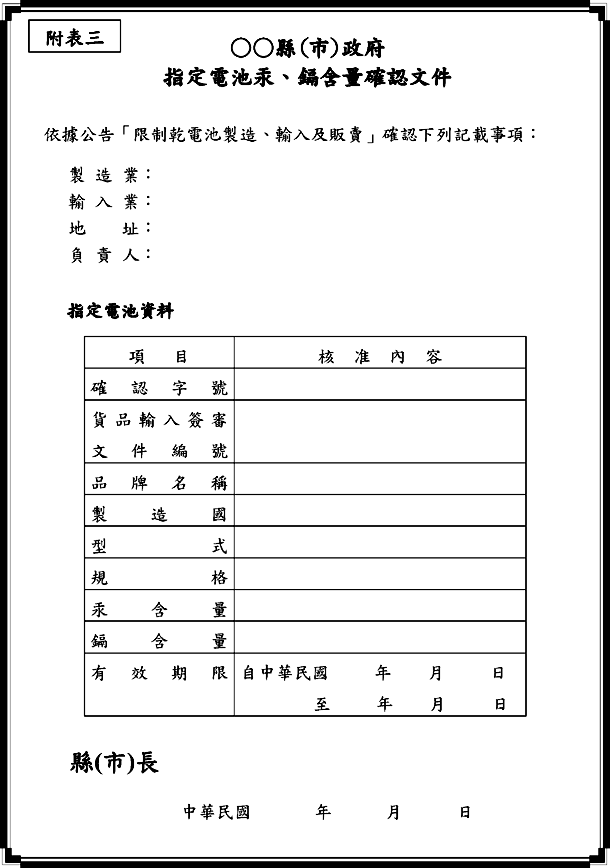 附表三
○○縣(市)政府
指定電池汞、鎘含量確認文件
依據公告「限制乾電池製造、輸入及販賣」確認下列記載事項：
製造業：
輸入業：
地址：
負責人：
指定電池資料
項目 核准內容
確認字號
貨品輸入簽審
文件編號
品牌名稱
製造國
型式
規格
汞含量
鎘含量
有效期限 自中華民國 年 月 日
至 年 月 日
縣(市)長
中華民國 年 月 日